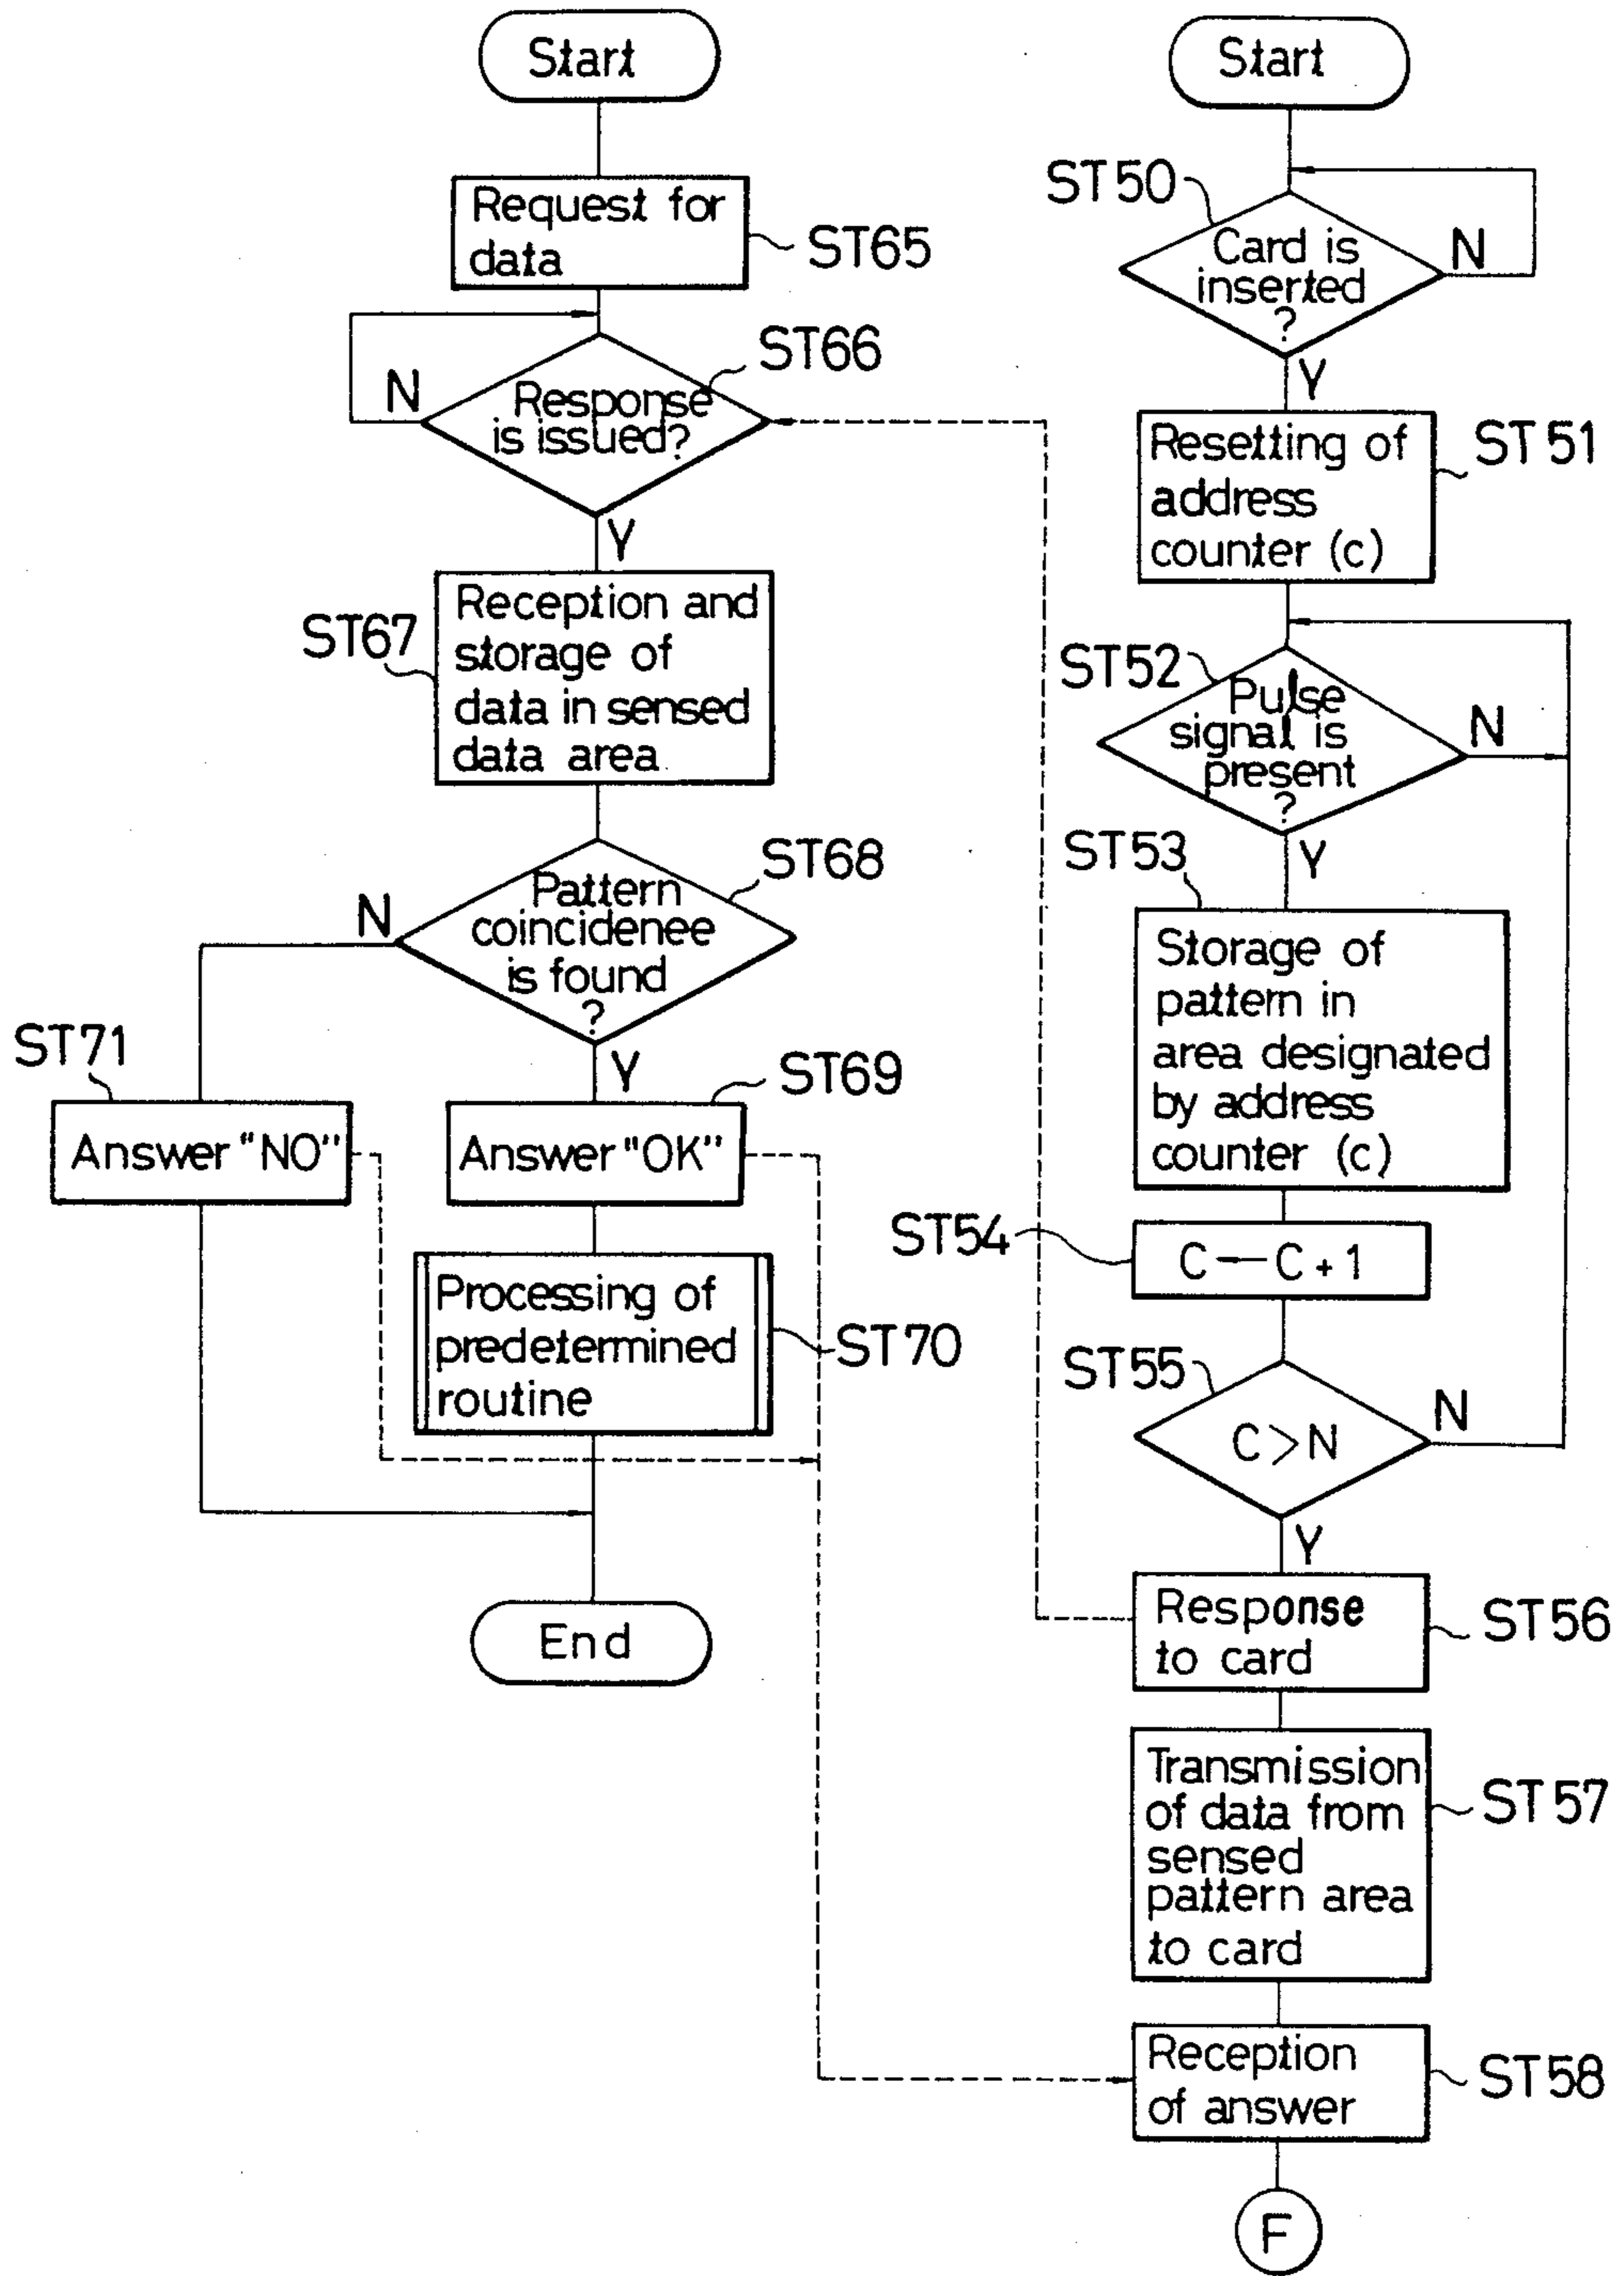 Start
Request for
data
ST65
ST66
N
Response
is issued?
Y
ST67
Reception and
storage of
data in sensed
data area
ST68
N
Pattern
coincidenee
is found
?
Y
ST71
Answer "NO"
ST69
Answer "OK"
Processing of
predetermined
routine
ST70
End
Start
ST50
Card is
inserted
?
N
Y
Resetting of
address
counter (c)
ST51
ST52
Pulse
signal is
present
?
N
Y
ST53
Storage of
pattern in
area designated
by address
counter (c)
ST54
C ← C + 1
ST55
C > N
N
Y
Response
to card
ST56
Transmission
of data from
sensed
pattern area
to card
ST57
Reception
of answer
ST58
F